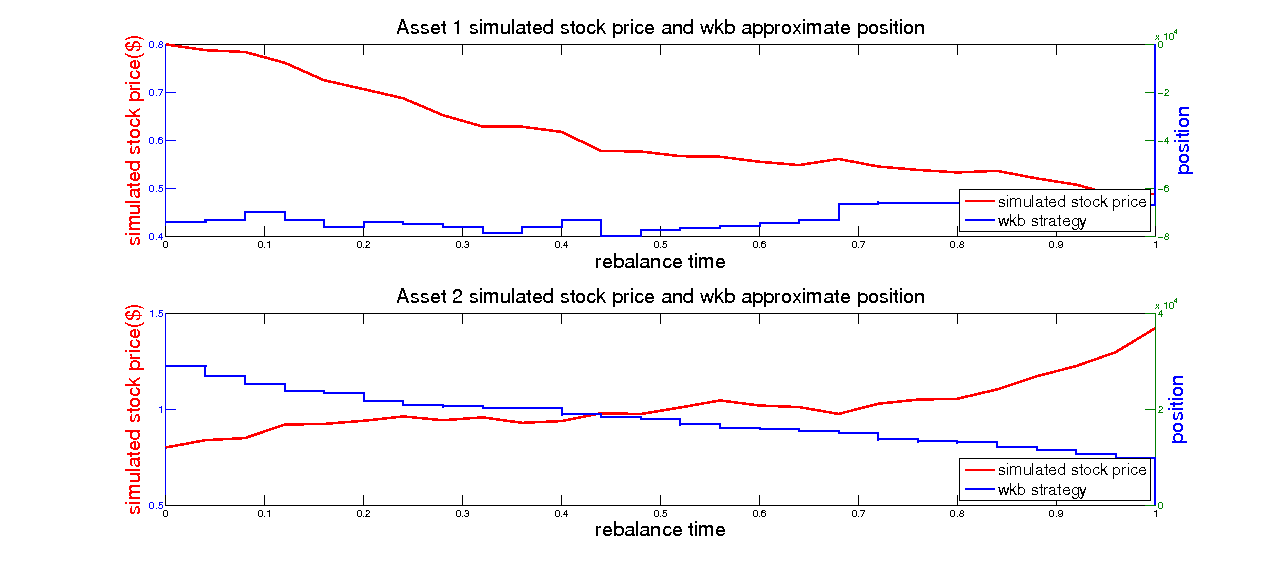 Asset 1 simulated stock price and wkb approximate position
x 10^4
simulated stock price($)
0.8
0.7
0.6
0.5
0.4
0
-2
-4
-6
-8
position
simulated stock price
wkb strategy
0 0.1 0.2 0.3 0.4 0.5 0.6 0.7 0.8 0.9 1
rebalance time
Asset 2 simulated stock price and wkb approximate position
x 10^4
simulated stock price($)
1.5
1
0.5
4
2
0
position
simulated stock price
wkb strategy
0 0.1 0.2 0.3 0.4 0.5 0.6 0.7 0.8 0.9 1
rebalance time